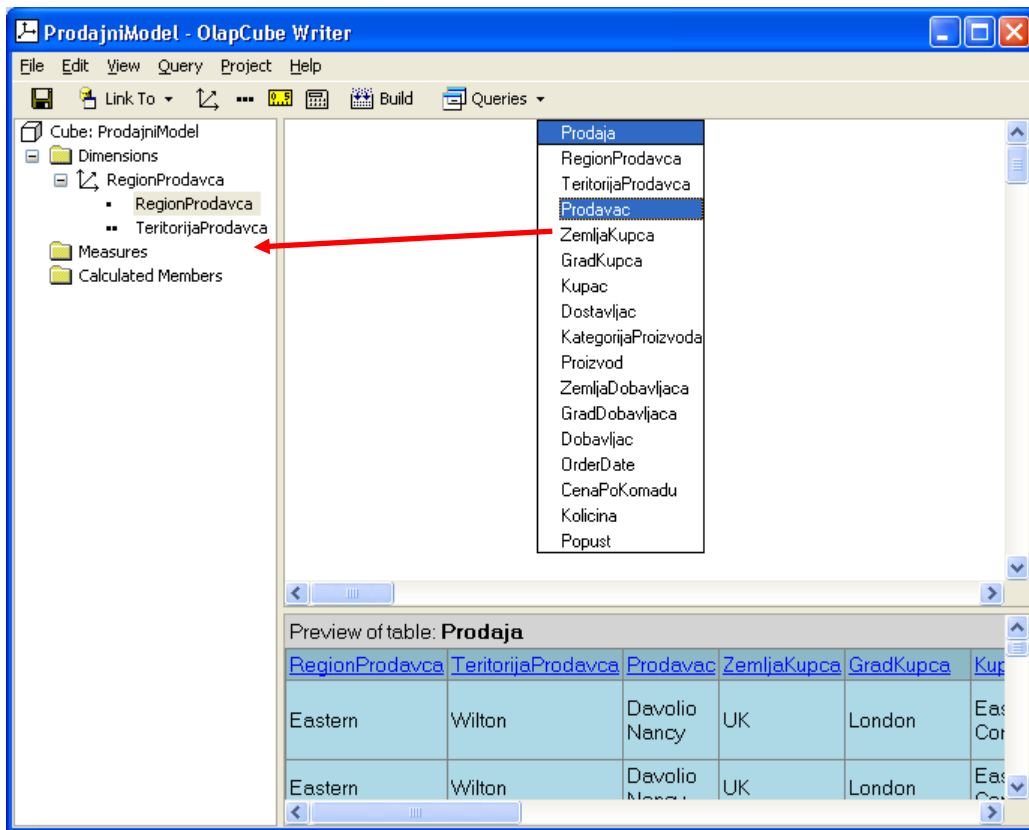 ProdajniModel - OlapCube Writer
File Edit View Query Project Help
Link To Build Queries
Cube: ProdajniModel
Dimensions
RegionProdavca
RegionProdavca
TeritorijaProdavca
Measures
Calculated Members
Prodaja
RegionProdavca
TeritorijaProdavca
Prodavac
ZemljaKupca
GradKupca
Kupac
Dostavljac
KategorijaProizvoda
Proizvod
ZemljaDobavljaca
GradDobavljaca
Dobavljac
OrderDate
CenaPoKomadu
Kolicina
Popust
Preview of table: Prodaja
RegionProdavca TeritorijaProdavca Prodavac ZemljaKupca GradKupca
Eastern Wilton Davolio Nancy UK London
Eastern Wilton Davolio UK London